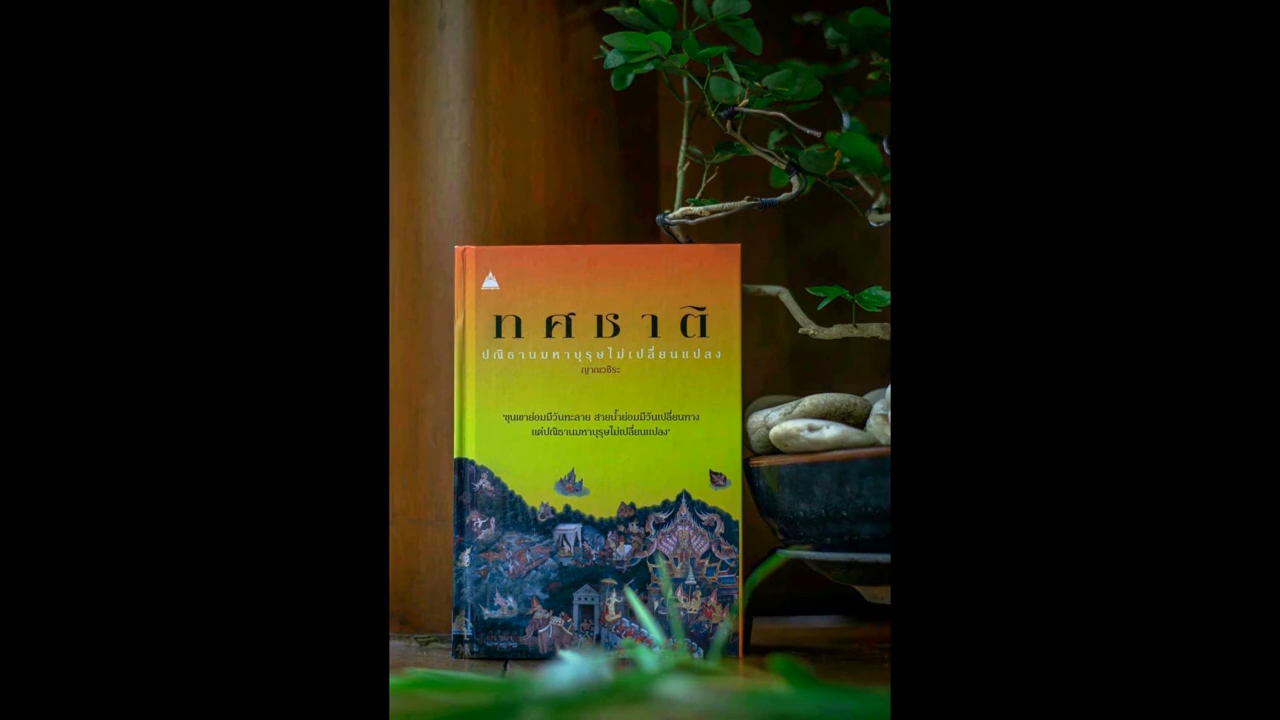 ทศชาติ
ปณิธานมหาบุรุษไม่เปลี่ยนแปลง
ญาณวชิระ
"ขุนเขาย่อมมีวันทะลาย สายน้ำย่อมมีวันเปลี่ยนทาง
แต่ปณิธานมหาบุรุษไม่เปลี่ยนแปลง"